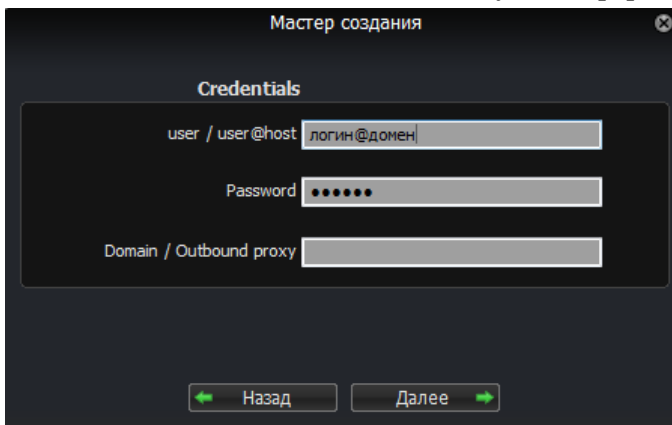 Мастер создания
Credentials
user / user@host логин@домен
Password ●●●●●●
Domain / Outbound proxy
Назад Далее